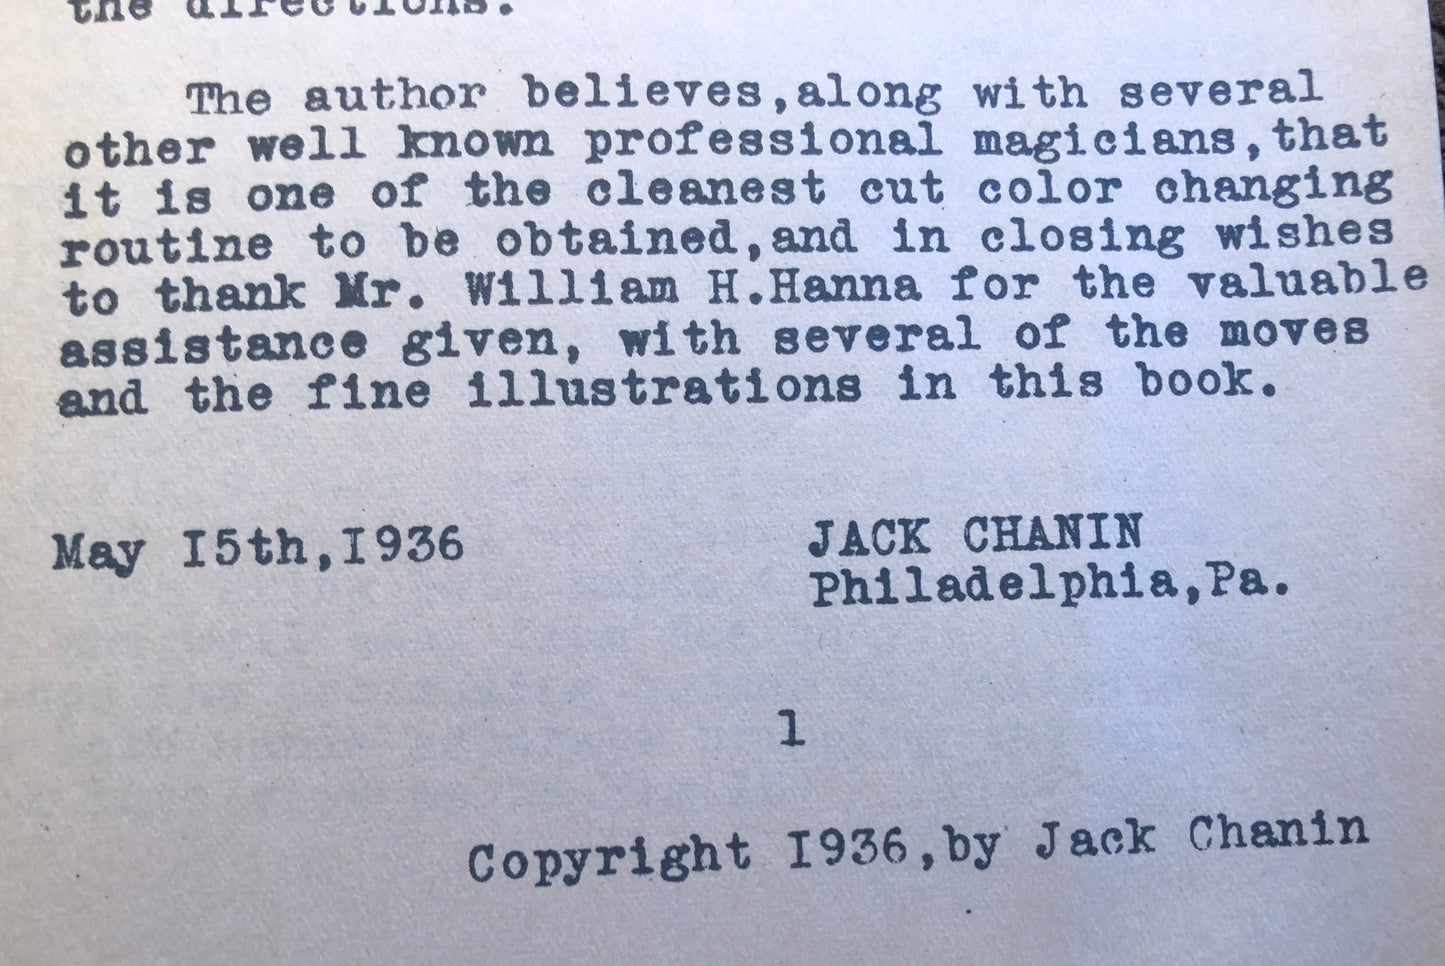 the directions.
The author believes,along with several
other well known professional magicians,that
it is one of the cleanest cut color changing
routine to be obtained,and in closing wishes
to thank Mr. William H.Hanna for the valuable
assistance given, with several of the moves
and the fine illustrations in this book.
May I5th,I936
JACK CHANIN
Philadelphia,Pa.
1
Copyright I936,by Jack Chanin